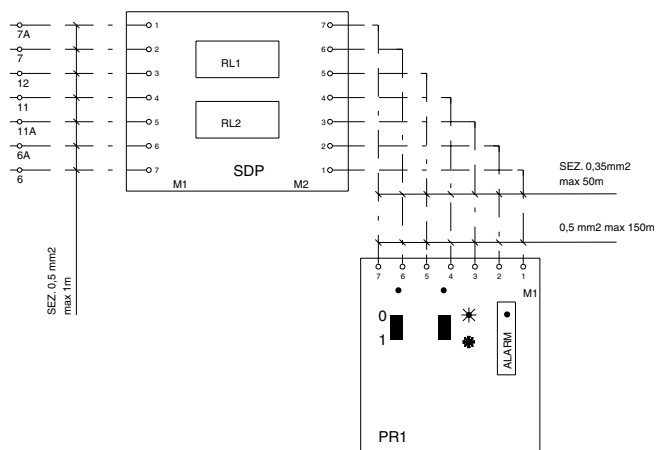 7A
7
12
11
11A
6A
6
1
2
3
4
5
6
7
M1
RL1
RL2
SDP
M2
7
6
5
4
3
2
1
SEZ. 0,5 mm2
max 1m
SEZ. 0,35mm2
max 50m
0,5 mm2 max 150m
7 6 5 4 3 2 1
M1
0
1
ALARM
PR1